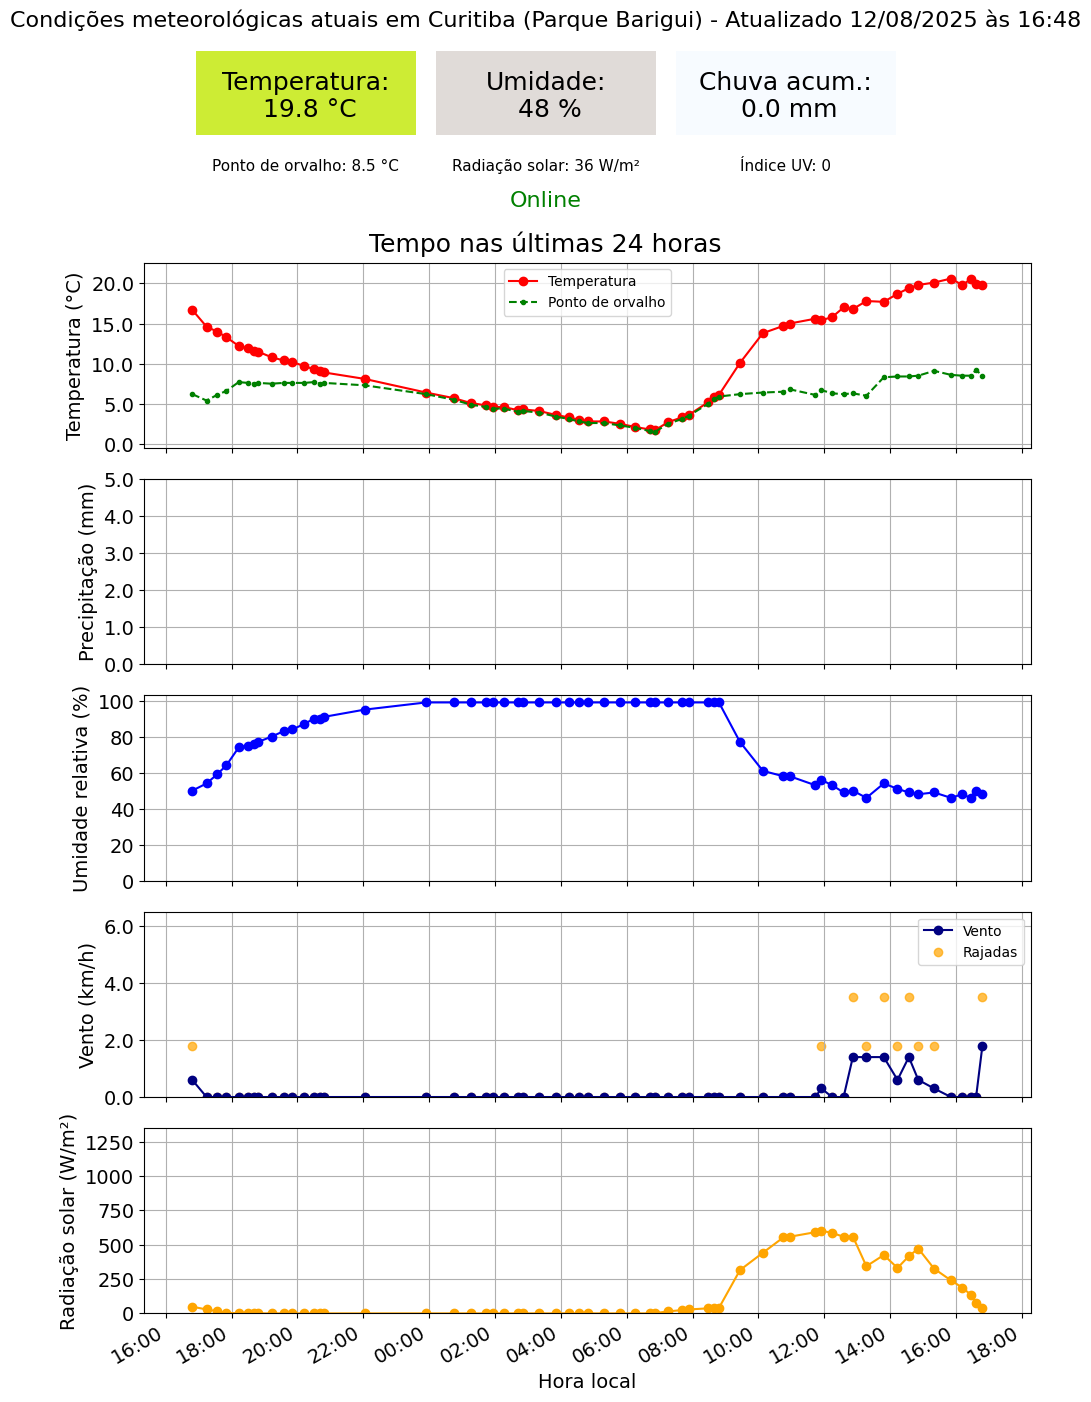 Condições meteorológicas atuais em Curitiba (Parque Barigui) - Atualizado 12/08/2025 às 16:48
Temperatura:
19.8 °C
Umidade:
48 %
Chuva acum.:
0.0 mm
Ponto de orvalho: 8.5 °C
Radiação solar: 36 W/m²
Índice UV: 0
Online
Tempo nas últimas 24 horas
Temperatura (°C)
20.0
15.0
10.0
5.0
0.0
Temperatura
Ponto de orvalho
Precipitação (mm)
5.0
4.0
3.0
2.0
1.0
0.0
Umidade relativa (%)
100
80
60
40
20
0
Vento (km/h)
6.0
4.0
2.0
0.0
Vento
Rajadas
Radiação solar (W/m²)
1250
1000
750
500
250
0
16:00 18:00 20:00 22:00 00:00 02:00 04:00 06:00 08:00 10:00 12:00 14:00 16:00 18:00
Hora local